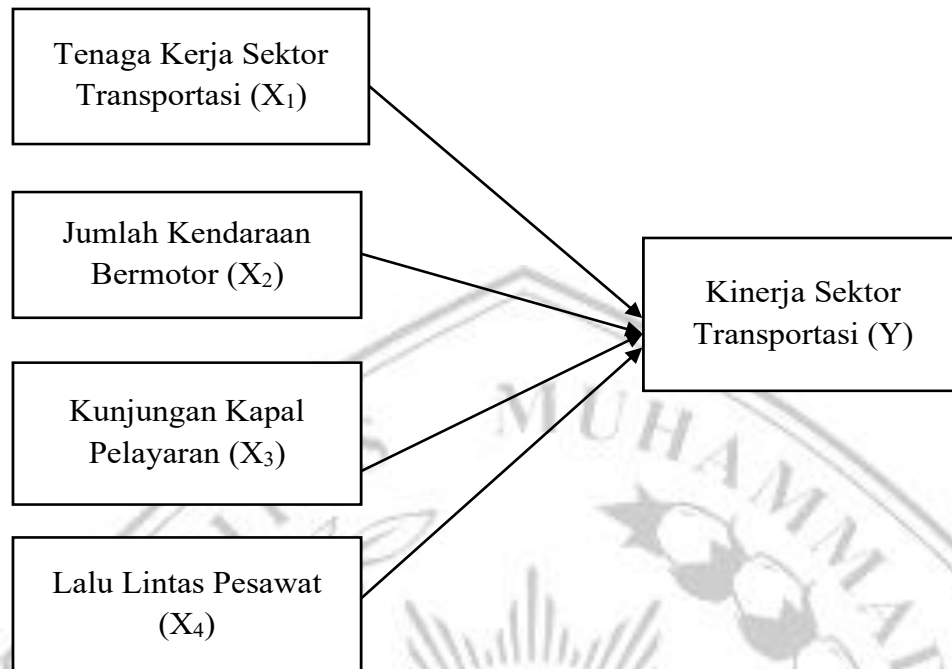 Tenaga Kerja Sektor
Transportasi (X₁)
Jumlah Kendaraan
Bermotor (X₂)
Kinerja Sektor
Transportasi (Y)
Kunjungan Kapal
Pelayaran (X₃)
Lalu Lintas Pesawat
(X₄)
MUHAMMA